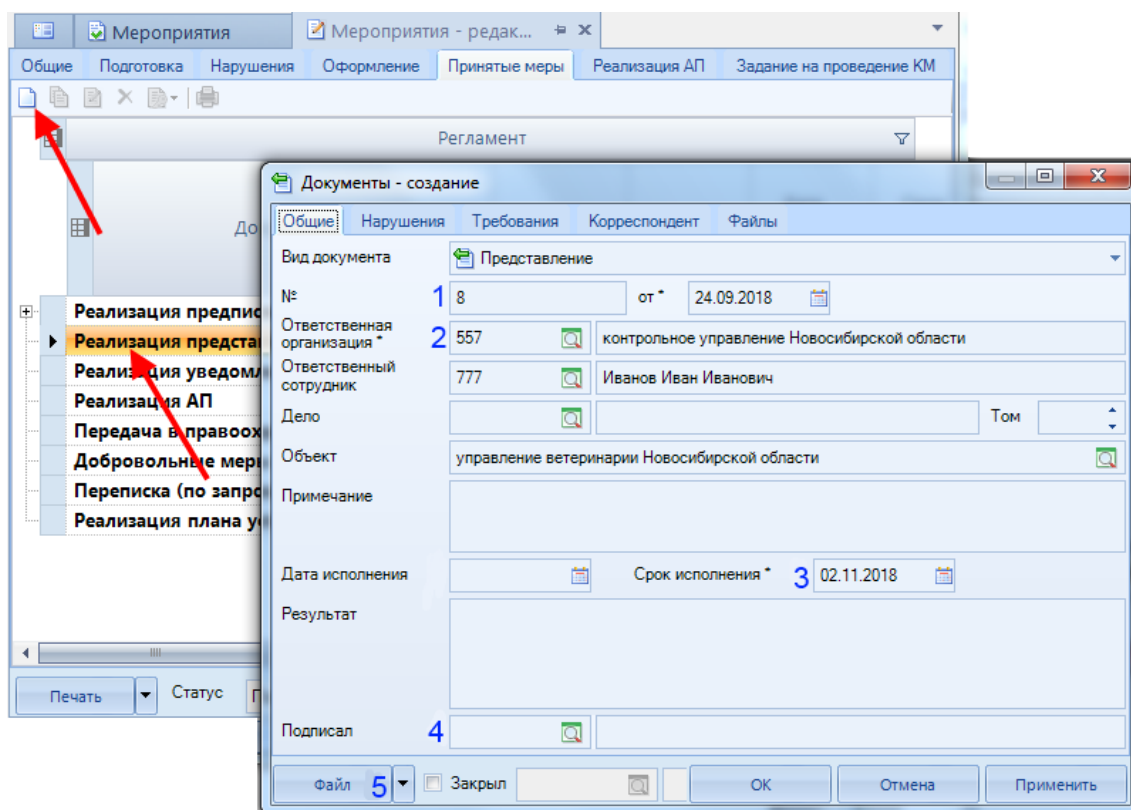 Мероприятия
Мероприятия - редак...
Общие Подготовка Нарушения Оформление Принятые меры Реализация АП Задание на проведение КМ
Регламент
До
Реализация предпис
Реализация предста
Реализация уведомл
Реализация АП
Передача в правоох
Добровольные меры
Переписка (по запро
Реализация плана у
Печать Статус П
Документы - создание
Общие Нарушения Требования Корреспондент Файлы
Вид документа Представление
№ 1 8 от * 24.09.2018
Ответственная
организация * 2 557 контрольное управление Новосибирской области
Ответственный
сотрудник 777 Иванов Иван Иванович
Дело Том
Объект управление ветеринарии Новосибирской области
Примечание
Дата исполнения Срок исполнения * 3 02.11.2018
Результат
Подписал 4
Файл 5 Закрыл ОК Отмена Применить